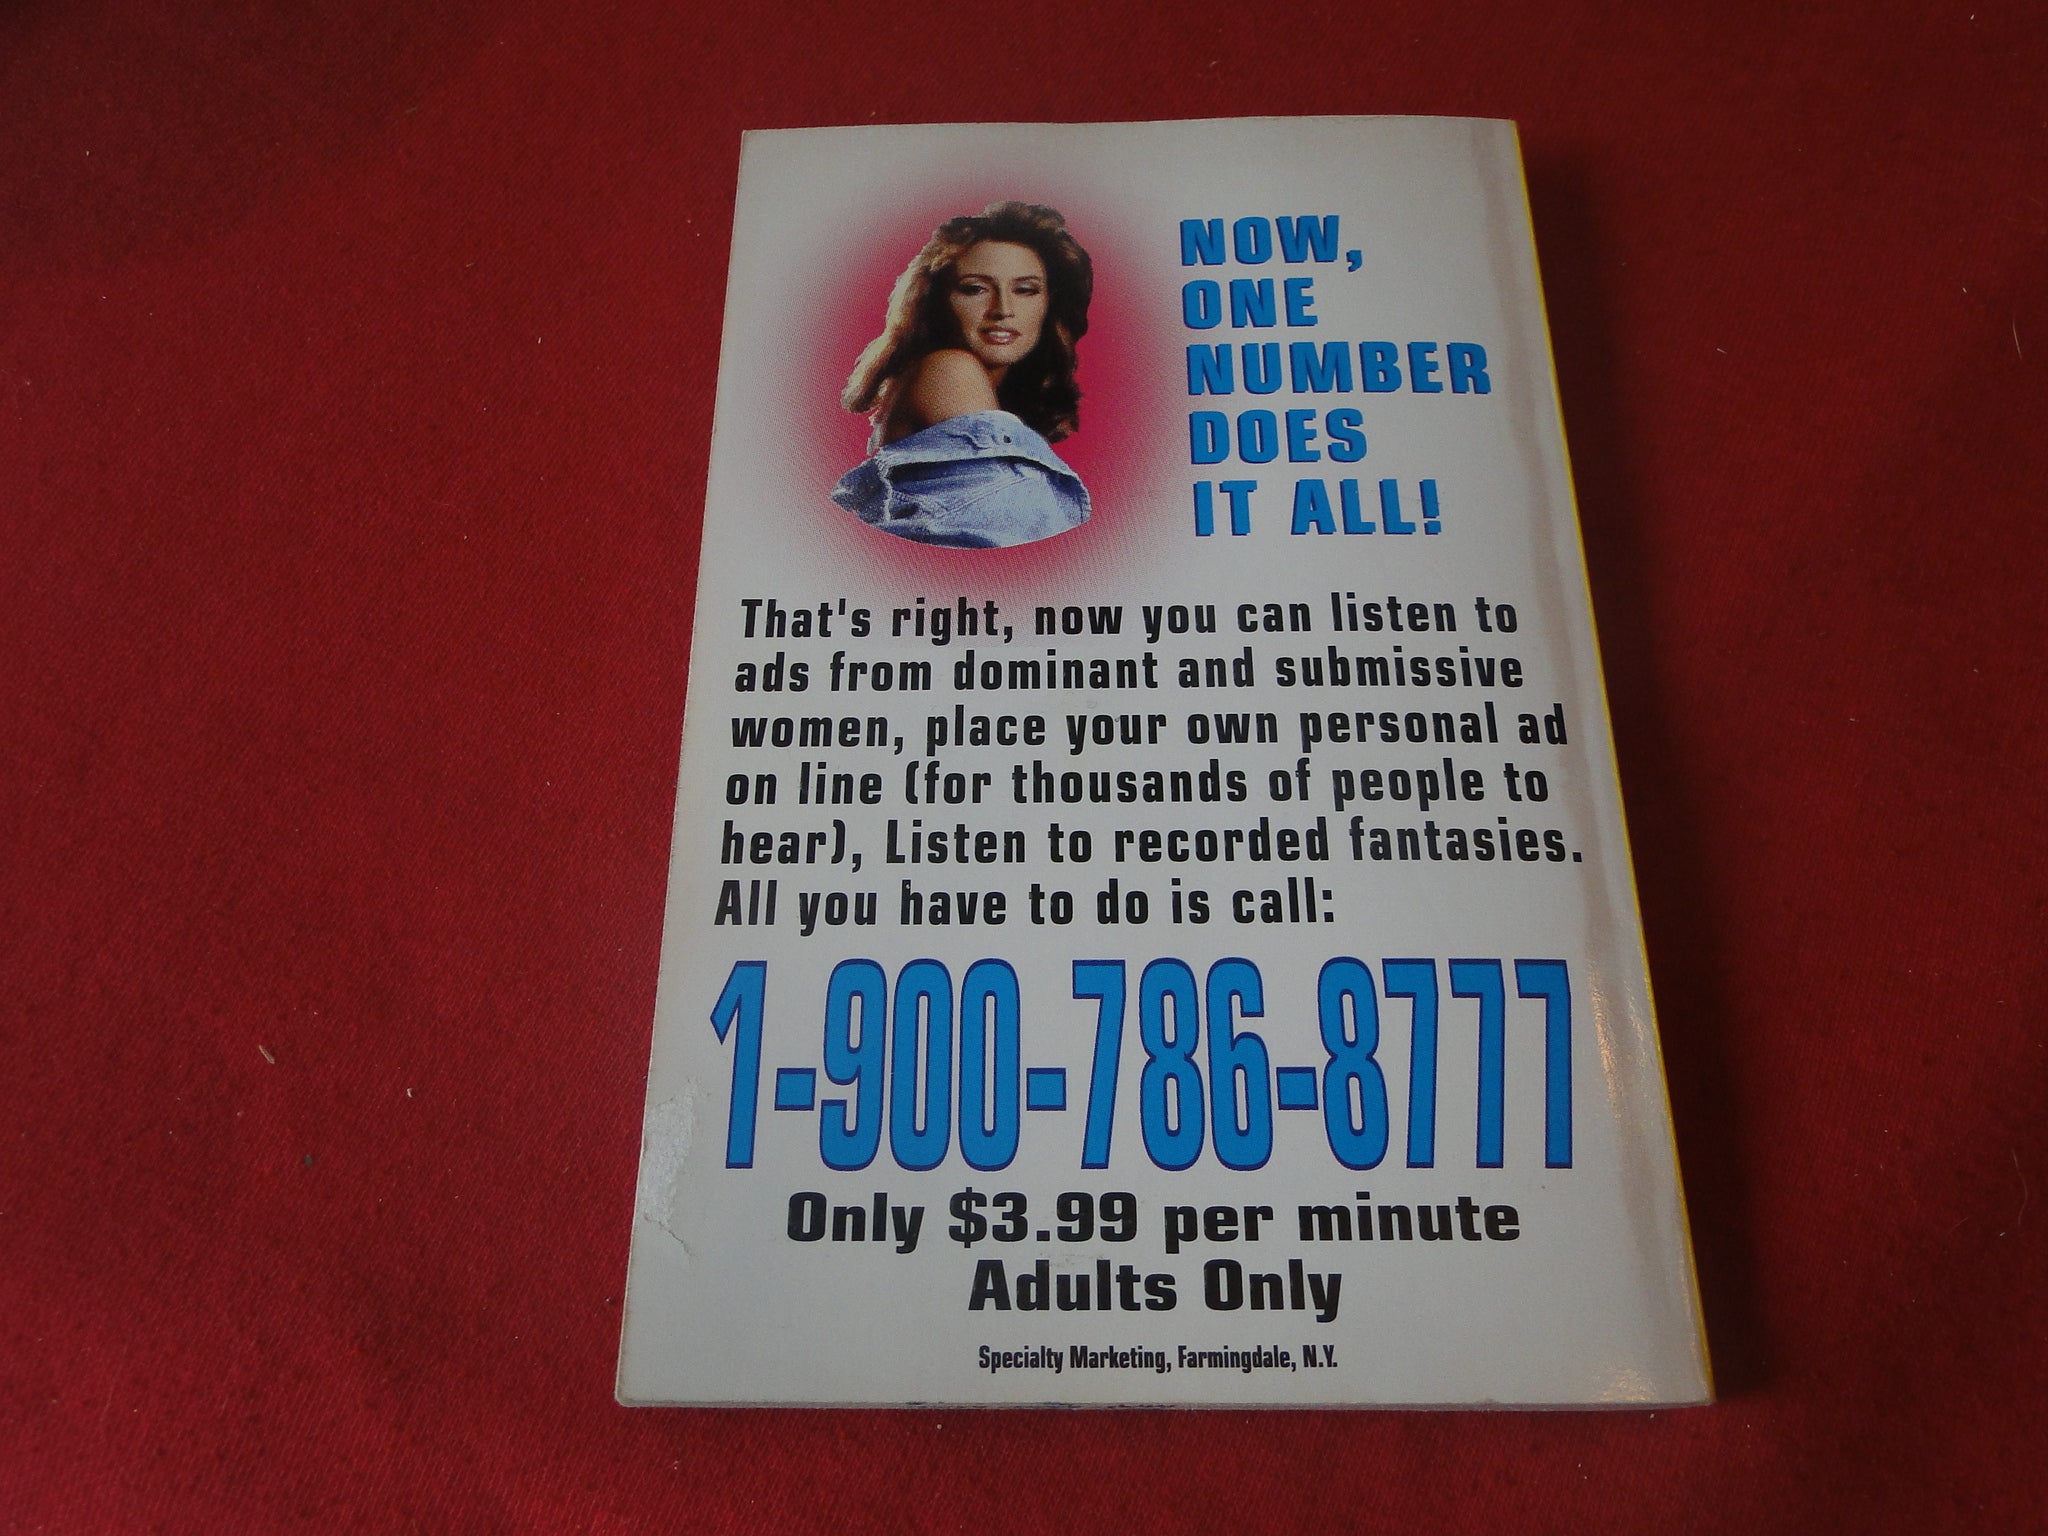 NOW,
ONE
NUMBER
DOES
IT ALL!
That's right, now you can listen to
ads from dominant and submissive
women, place your own personal ad
on line (for thousands of people to
hear), Listen to recorded fantasies.
All you have to do is call:
1-900-786-8777
Only $3.99 per minute
Adults Only
Specialty Marketing, Farmingdale, N.Y.